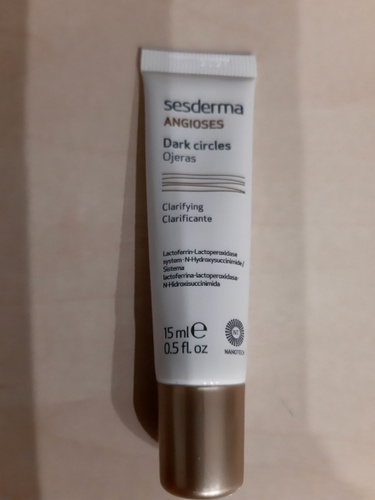 sesderma
ANGIOSES
Dark circles
Ojeras
Clarifying
Clarificante
Lactoferrin-Lactoperoxidase
system· N-Hydroxysuccinimide/
Sistema
lactoferrina-lactoperoxidasa·
N-Hidroxisuccinimida
15 ml e
0.5 fl. oz
NT
NANOTECH